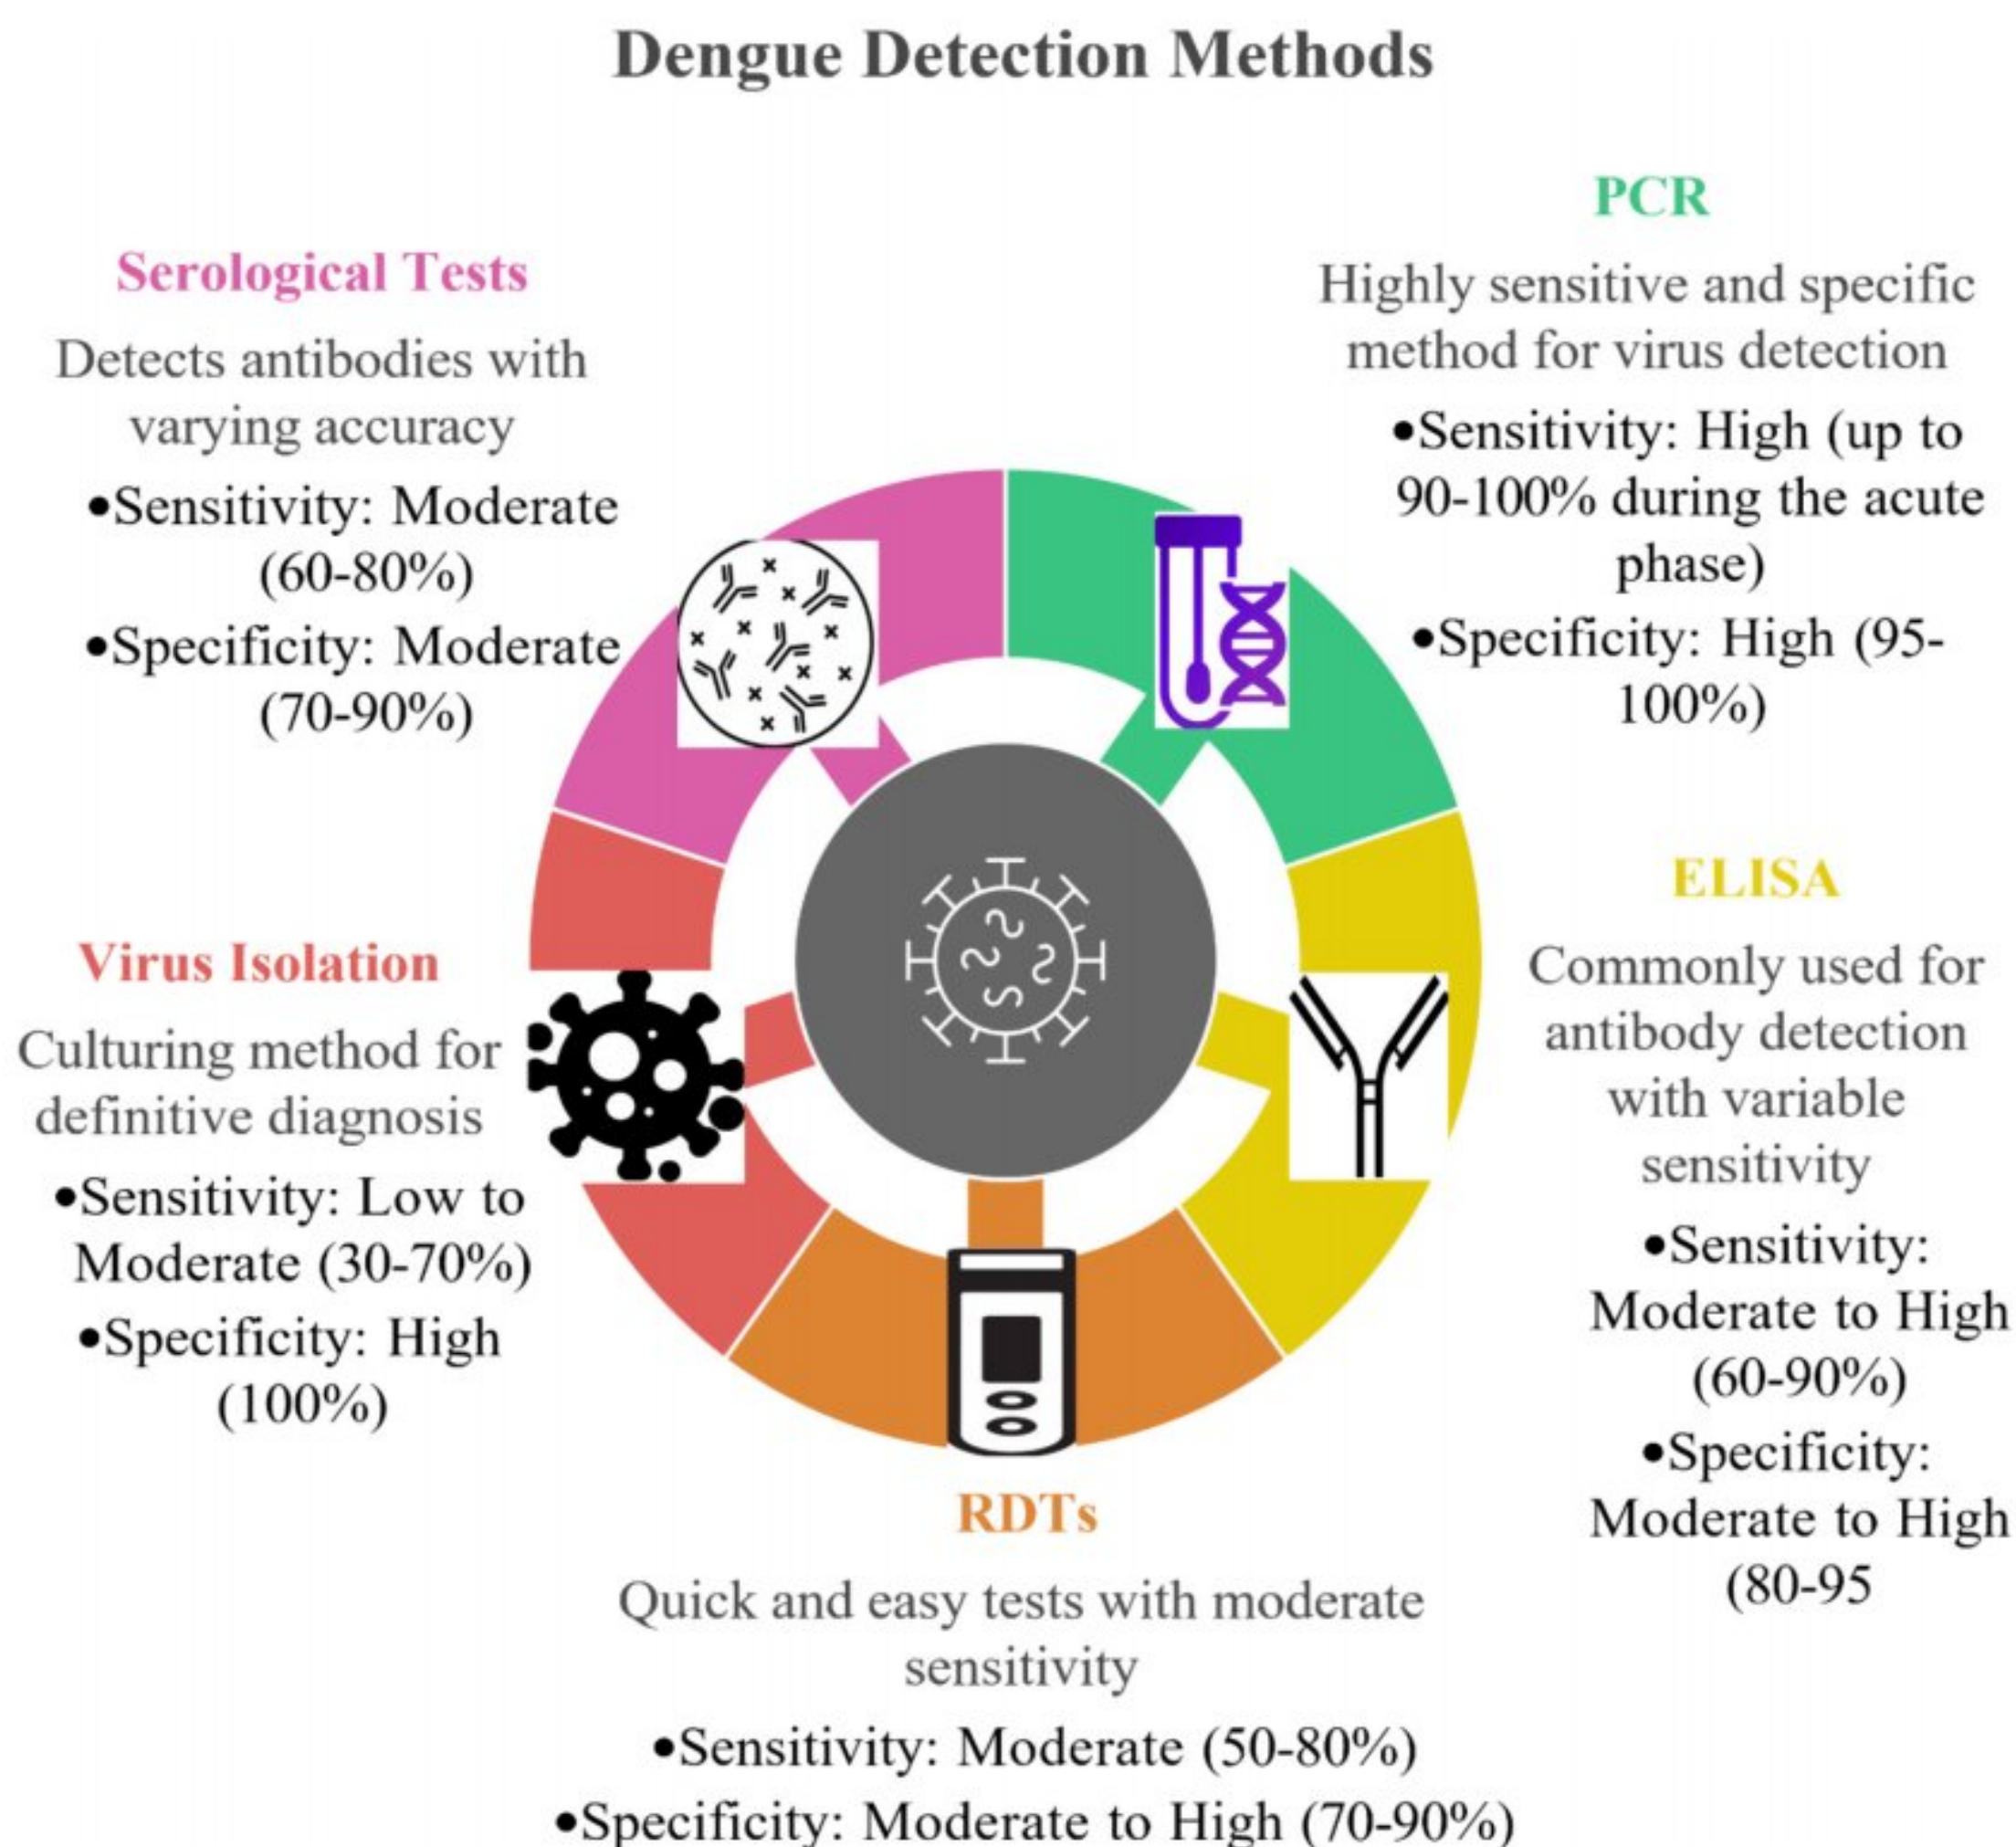 Dengue Detection Methods
PCR
Highly sensitive and specific
method for virus detection
•Sensitivity: High (up to
90-100% during the acute
phase)
•Specificity: High (95-
100%)
Serological Tests
Detects antibodies with
varying accuracy
•Sensitivity: Moderate
(60-80%)
•Specificity: Moderate
(70-90%)
ELISA
Commonly used for
antibody detection
with variable
sensitivity
•Sensitivity:
Moderate to High
(60-90%)
•Specificity:
Moderate to High
(80-95
Virus Isolation
Culturing method for
definitive diagnosis
•Sensitivity: Low to
Moderate (30-70%)
•Specificity: High
(100%)
RDTs
Quick and easy tests with moderate
sensitivity
•Sensitivity: Moderate (50-80%)
•Specificity: Moderate to High (70-90%)